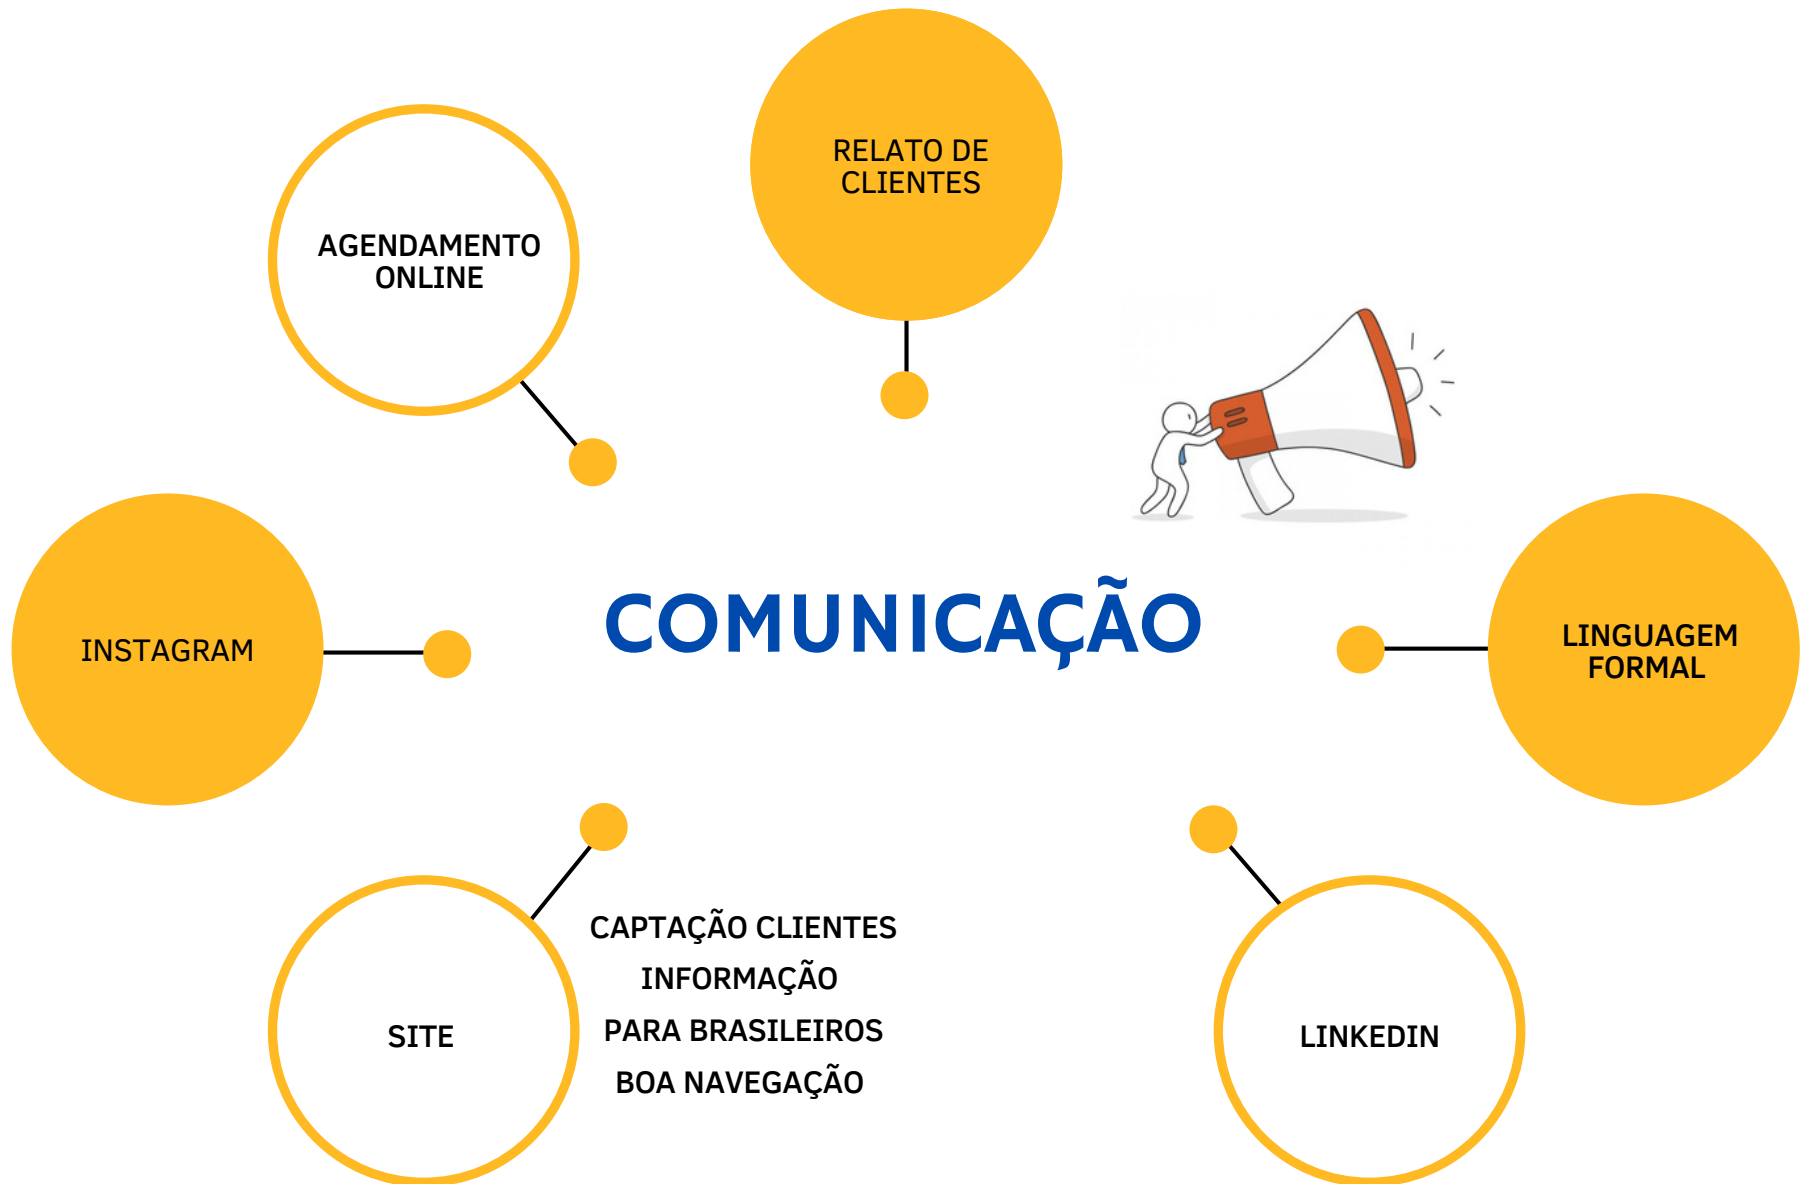 RELATO DE
CLIENTES
AGENDAMENTO
ONLINE
COMUNICAÇÃO
INSTAGRAM
LINGUAGEM
FORMAL
SITE
CAPTAÇÃO CLIENTES
INFORMAÇÃO
PARA BRASILEIROS
BOA NAVEGAÇÃO
LINKEDIN